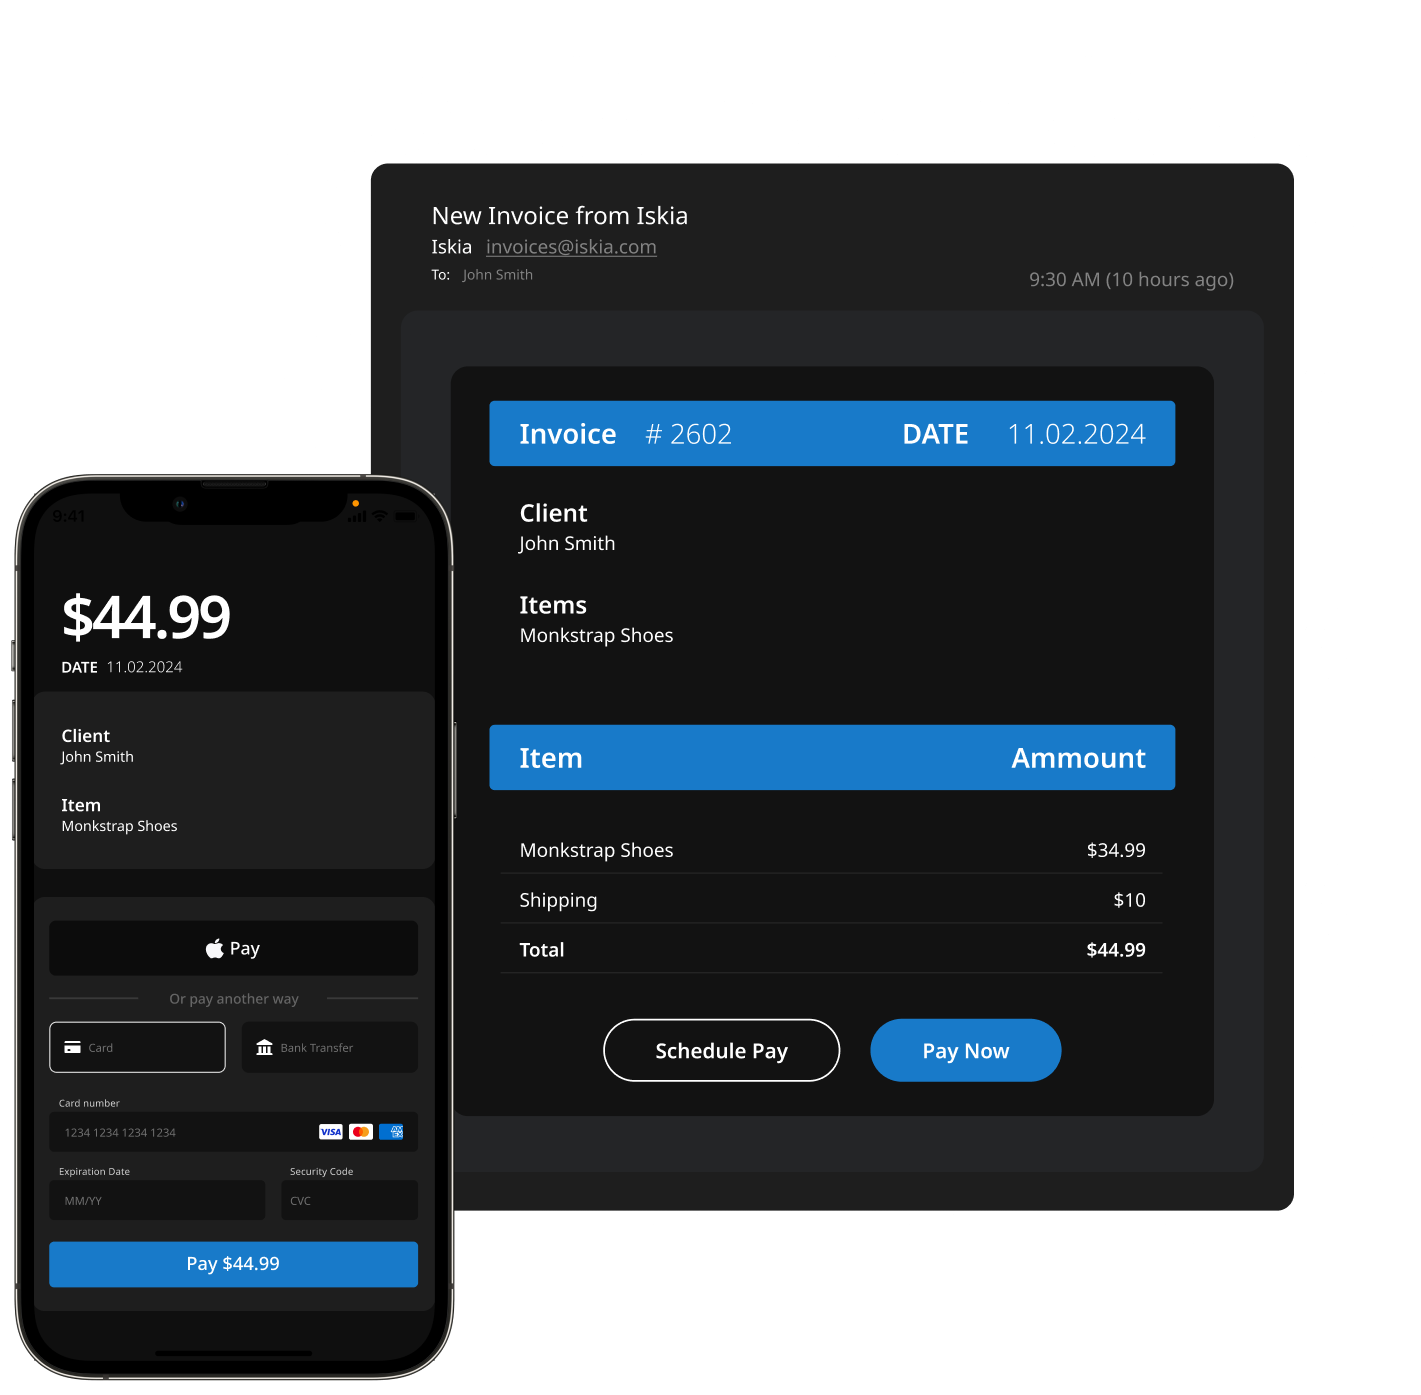 New Invoice from Iskia
Iskia invoices@iskia.com
To: John Smith
9:30 AM (10 hours ago)
Invoice # 2602 DATE 11.02.2024
Client
John Smith
Items
Monkstrap Shoes
Item Ammount
Monkstrap Shoes $34.99
Shipping $10
Total $44.99
Schedule Pay Pay Now
9:41
$44.99
DATE 11.02.2024
Client
John Smith
Item
Monkstrap Shoes
Pay
Or pay another way
Card Bank Transfer
Card number
1234 1234 1234 1234 VISA AMEX
Expiration Date Security Code
MM/YY CVC
Pay $44.99